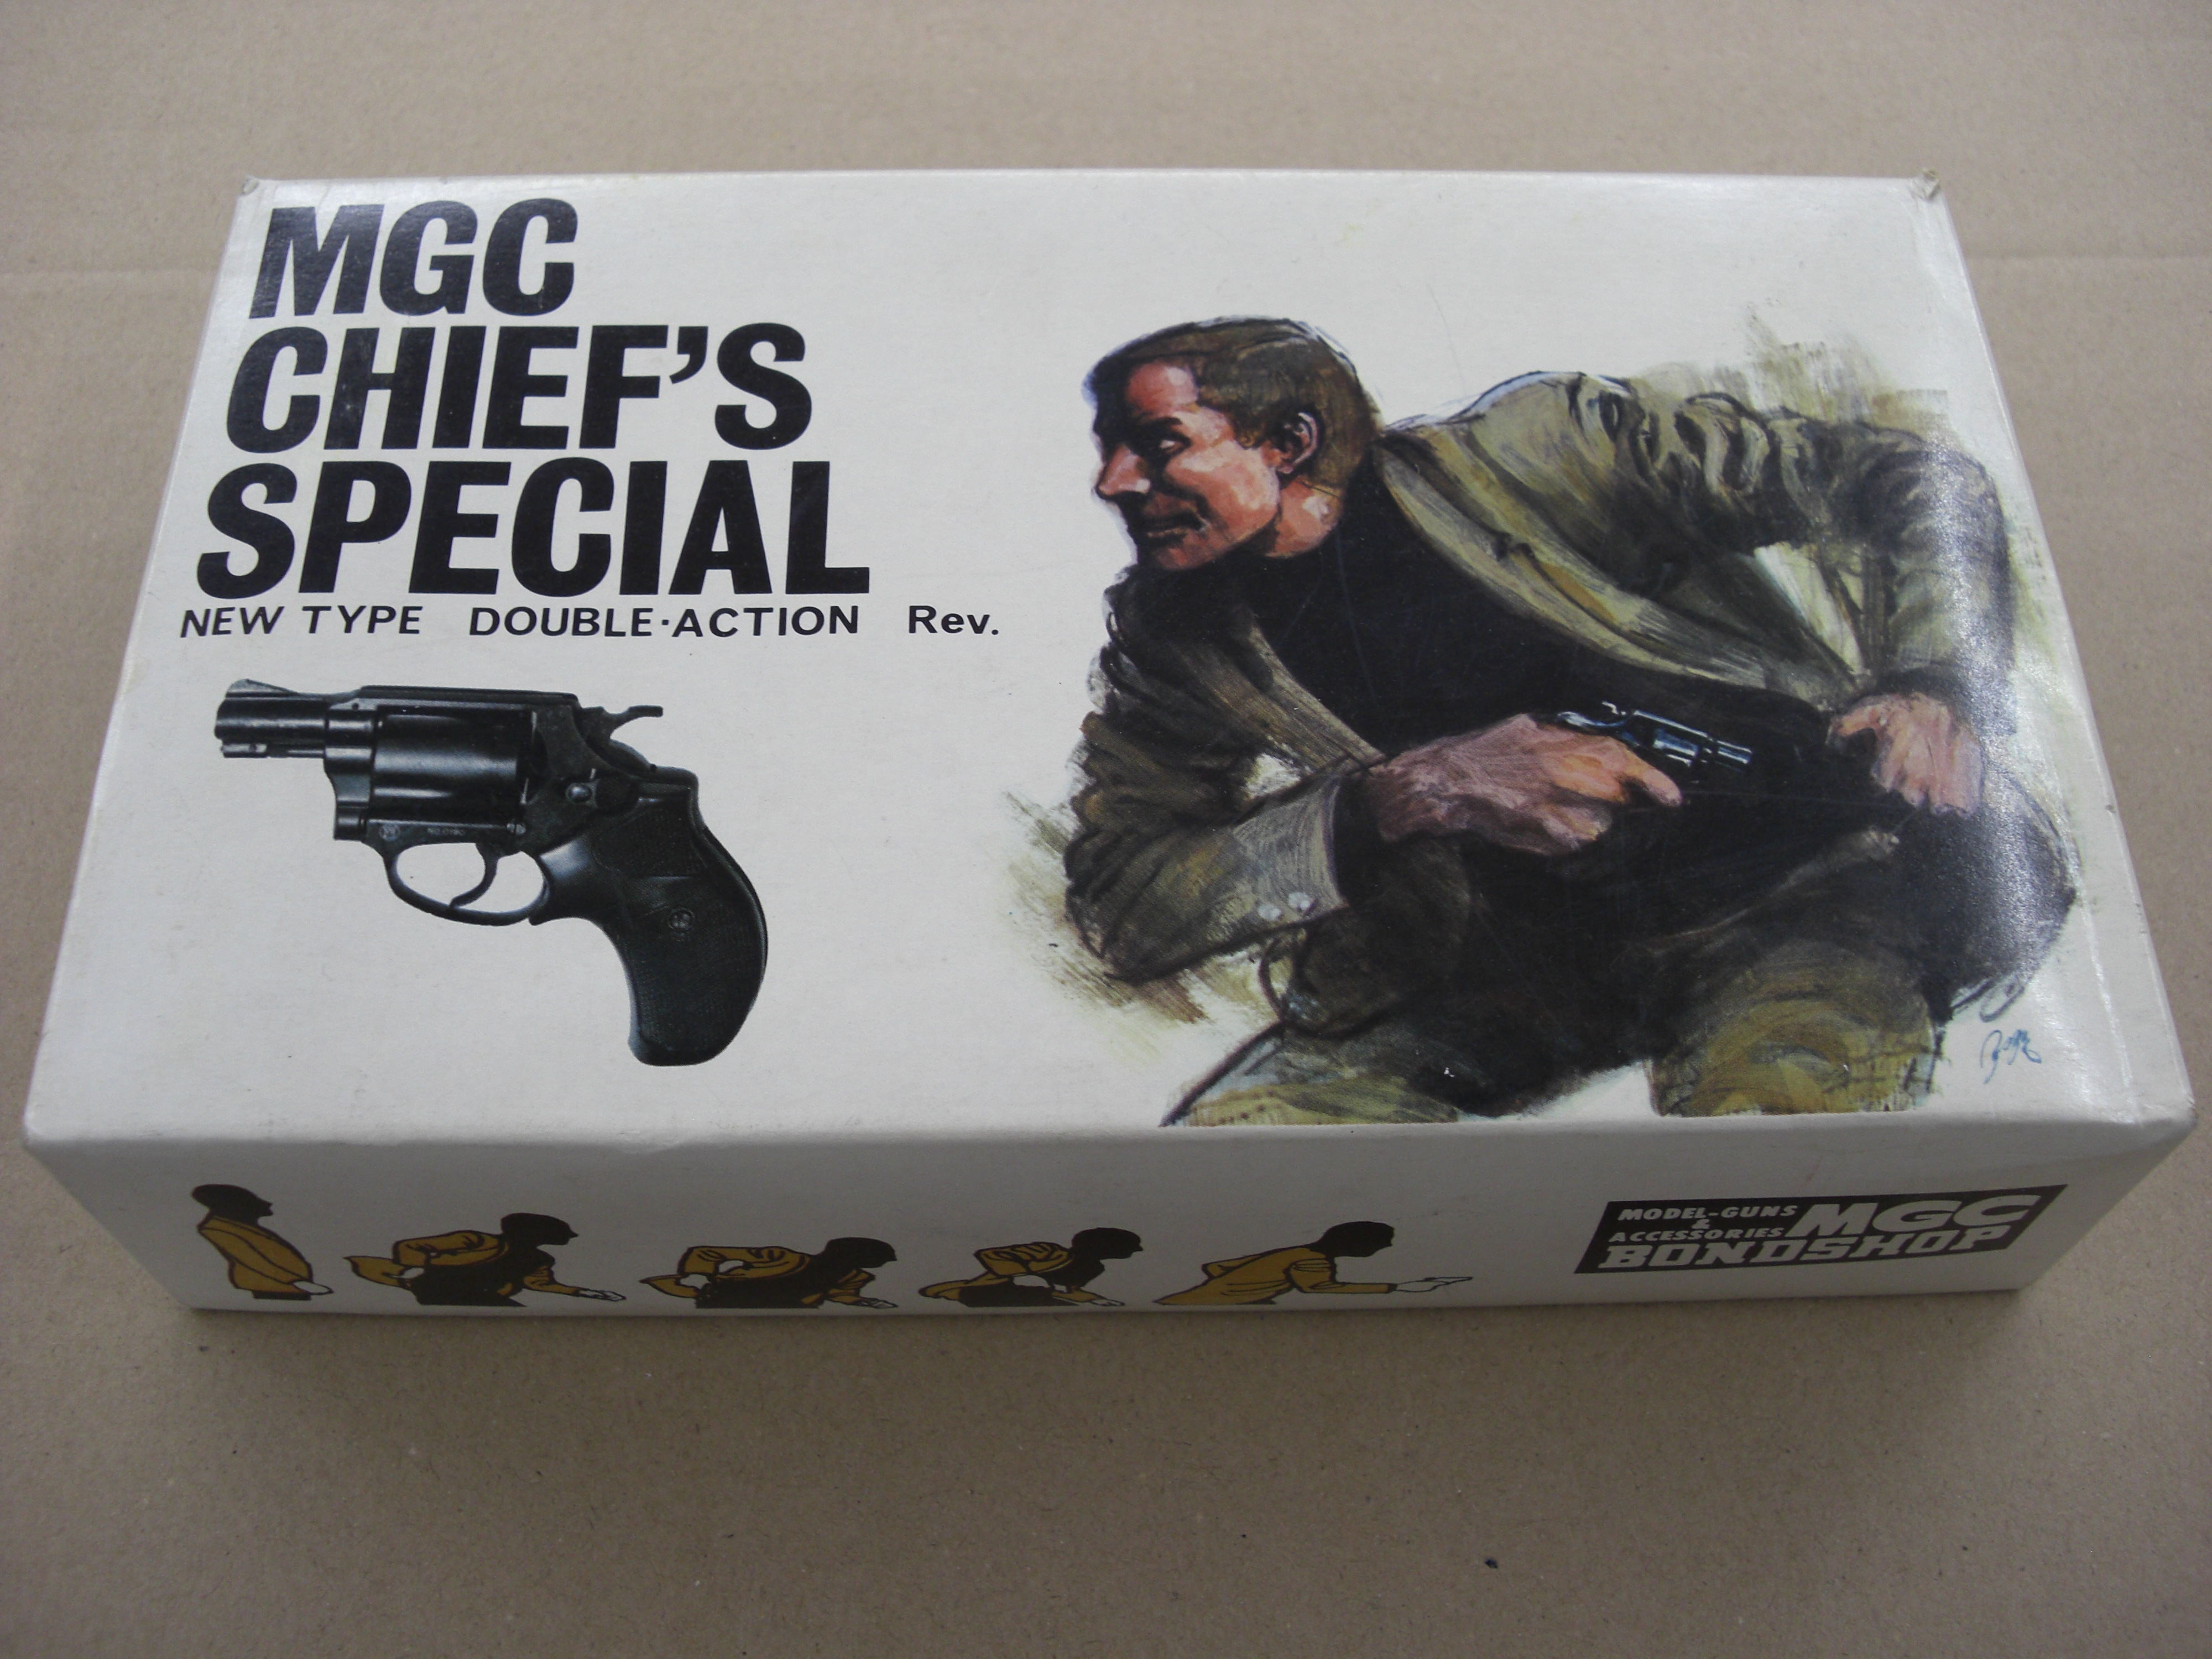 MGC
CHIEF'S
SPECIAL
NEW TYPE DOUBLE·ACTION Rev.
MODEL-GUNS
&
ACCESSORIES MGC
BONDSHOP